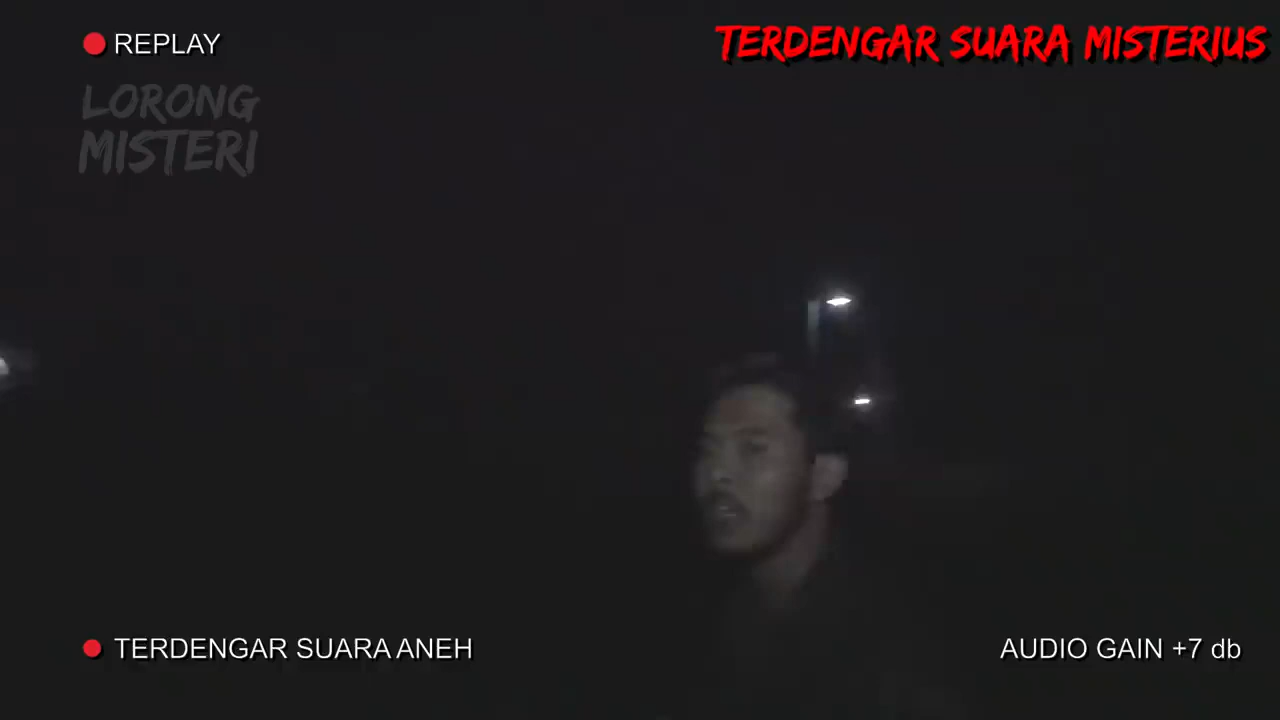 REPLAY
TERDENGAR SUARA MISTERIUS
LORONG
MISTERI
TERDENGAR SUARA ANEH
AUDIO GAIN +7 db